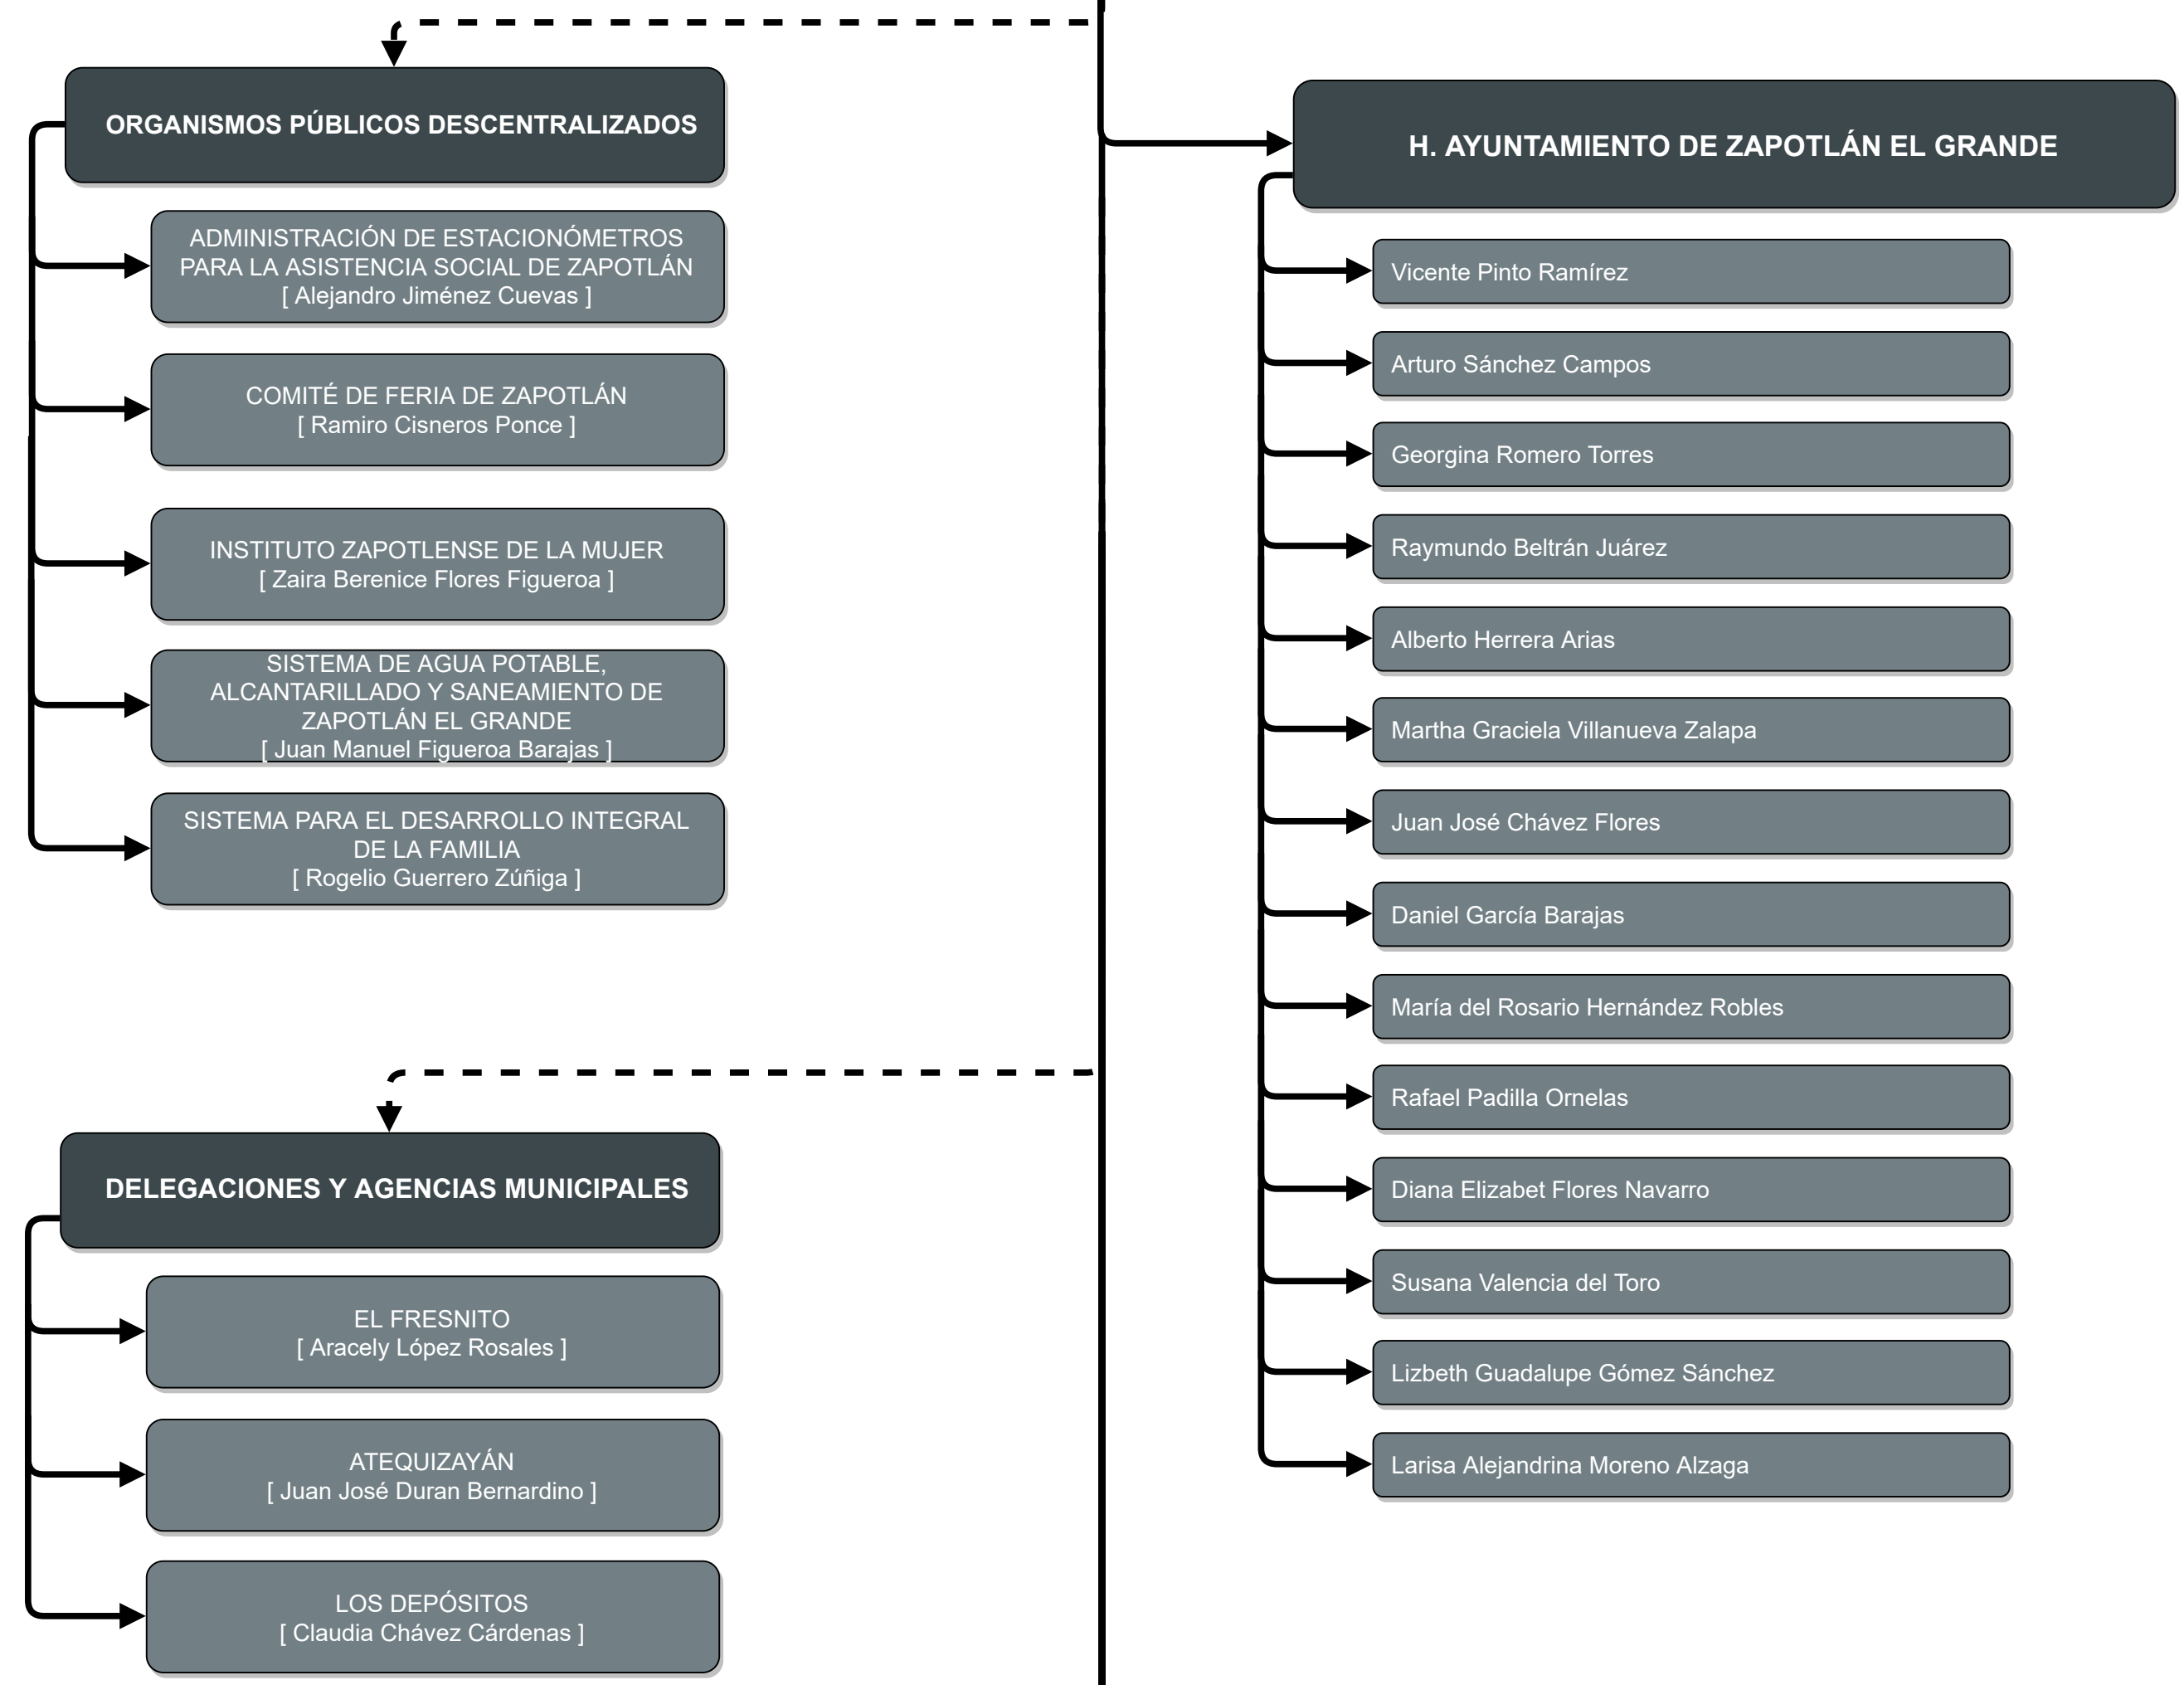 ORGANISMOS PÚBLICOS DESCENTRALIZADOS
ADMINISTRACIÓN DE ESTACIONÓMETROS
PARA LA ASISTENCIA SOCIAL DE ZAPOTLÁN
[ Alejandro Jiménez Cuevas ]
COMITÉ DE FERIA DE ZAPOTLÁN
[ Ramiro Cisneros Ponce ]
INSTITUTO ZAPOTLENSE DE LA MUJER
[ Zaira Berenice Flores Figueroa ]
SISTEMA DE AGUA POTABLE,
ALCANTARILLADO Y SANEAMIENTO DE
ZAPOTLÁN EL GRANDE
[ Juan Manuel Figueroa Barajas ]
SISTEMA PARA EL DESARROLLO INTEGRAL
DE LA FAMILIA
[ Rogelio Guerrero Zúñiga ]
DELEGACIONES Y AGENCIAS MUNICIPALES
EL FRESNITO
[ Aracely López Rosales ]
ATEQUIZAYÁN
[ Juan José Duran Bernardino ]
LOS DEPÓSITOS
[ Claudia Chávez Cárdenas ]
H. AYUNTAMIENTO DE ZAPOTLÁN EL GRANDE
Vicente Pinto Ramírez
Arturo Sánchez Campos
Georgina Romero Torres
Raymundo Beltrán Juárez
Alberto Herrera Arias
Martha Graciela Villanueva Zalapa
Juan José Chávez Flores
Daniel García Barajas
María del Rosario Hernández Robles
Rafael Padilla Ornelas
Diana Elizabet Flores Navarro
Susana Valencia del Toro
Lizbeth Guadalupe Gómez Sánchez
Larisa Alejandrina Moreno Alzaga